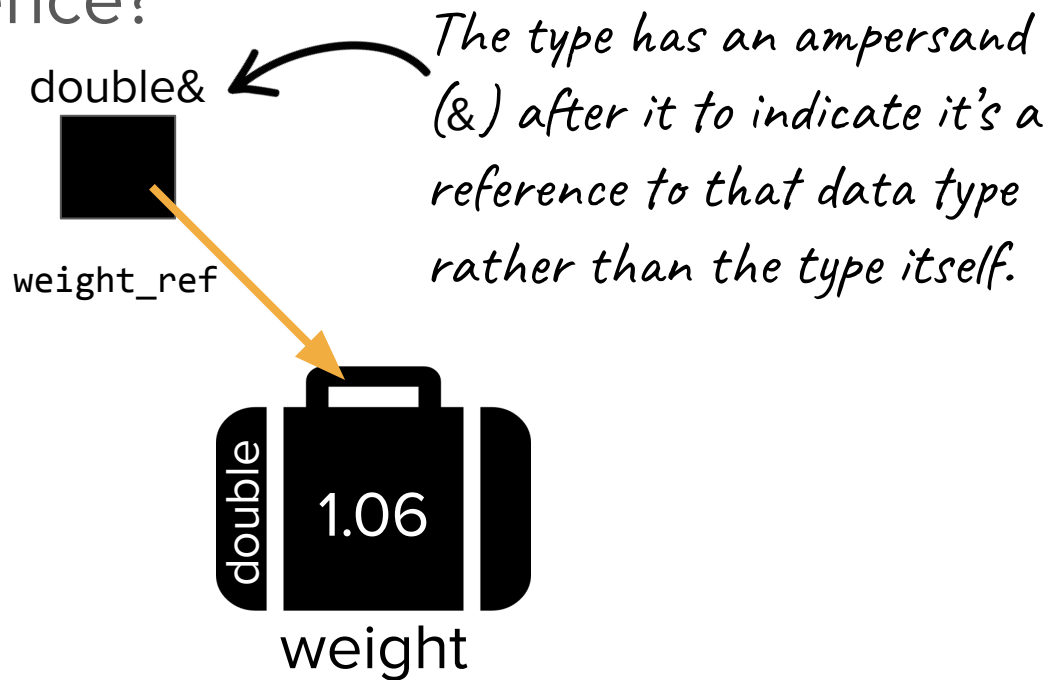 double&
The type has an ampersand
(&) after it to indicate it's a
reference to that data type
rather than the type itself.
weight_ref
double
1.06
weight